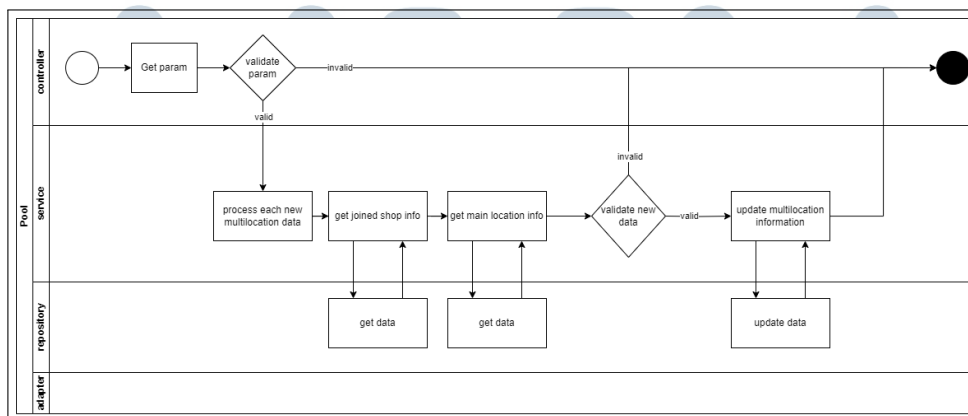 Pool
controller
Get param
validate
param
invalid
valid
service
process each new
multilocation data
get joined shop info
get main location info
invalid
validate new
data
valid
update multilocation
information
repository
get data
get data
update data
adapter